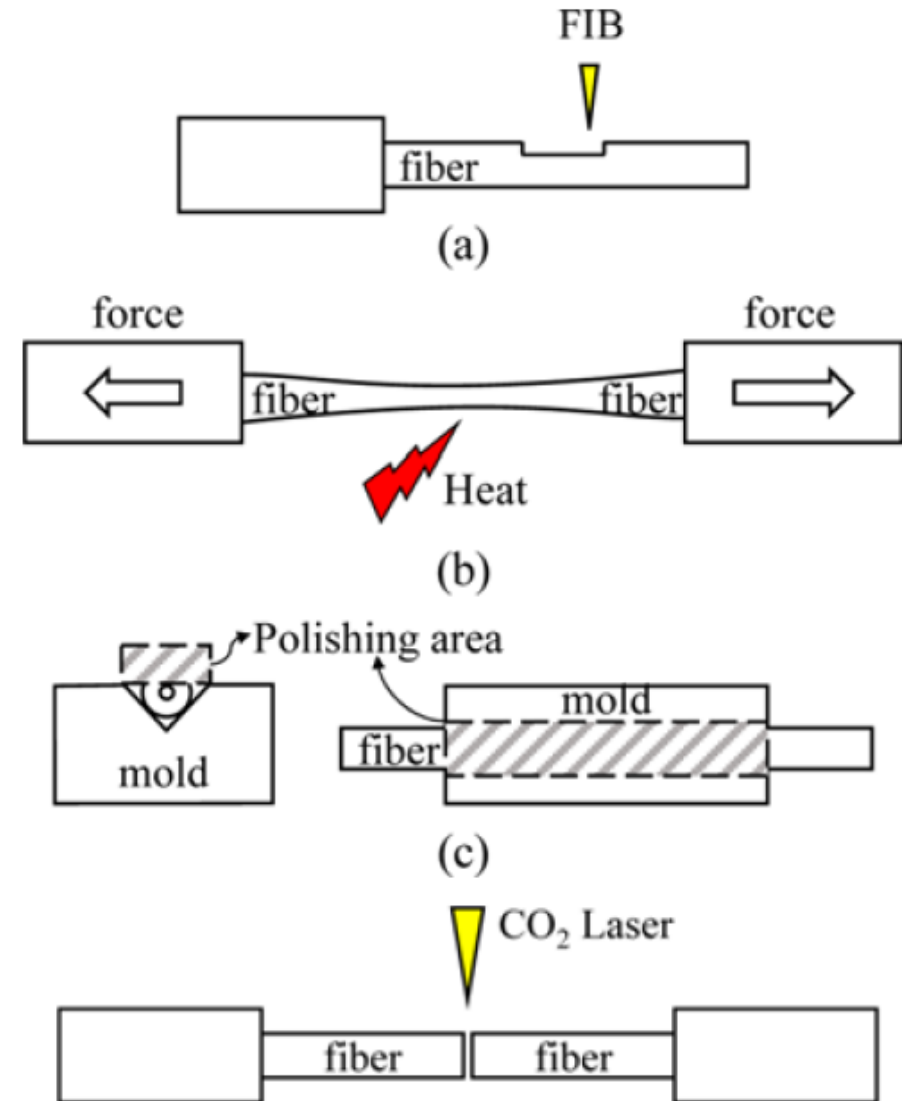 FIB
fiber
(a)
force force
fiber fiber
Heat
(b)
Polishing area
mold
fiber
mold
(c)
CO₂ Laser
fiber fiber